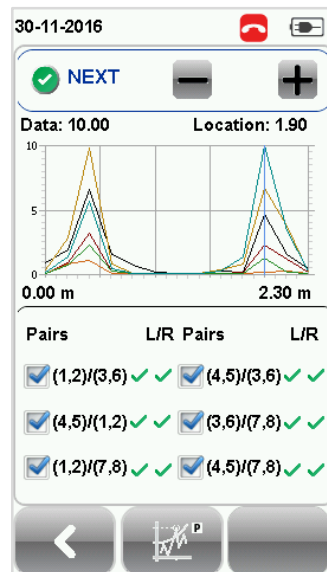 30-11-2016
NEXT
Data: 10.00 Location: 1.90
10
5
0
0.00 m 2.30 m
Pairs L/R Pairs L/R
(1,2)/(3,6) (4,5)/(3,6)
(4,5)/(1,2) (3,6)/(7,8)
(1,2)/(7,8) (4,5)/(7,8)
P